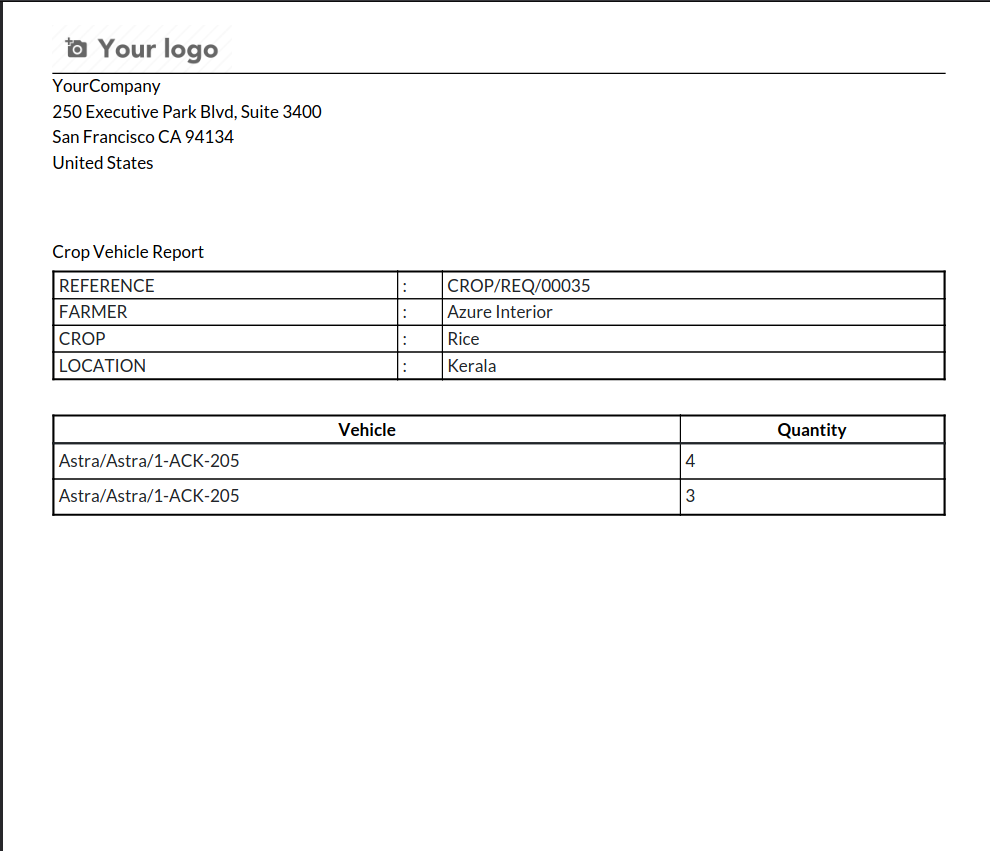 Your logo
YourCompany
250 Executive Park Blvd, Suite 3400
San Francisco CA 94134
United States
Crop Vehicle Report
REFERENCE : CROP/REQ/00035
FARMER : Azure Interior
CROP : Rice
LOCATION : Kerala
Vehicle Quantity
Astra/Astra/1-ACK-205 4
Astra/Astra/1-ACK-205 3